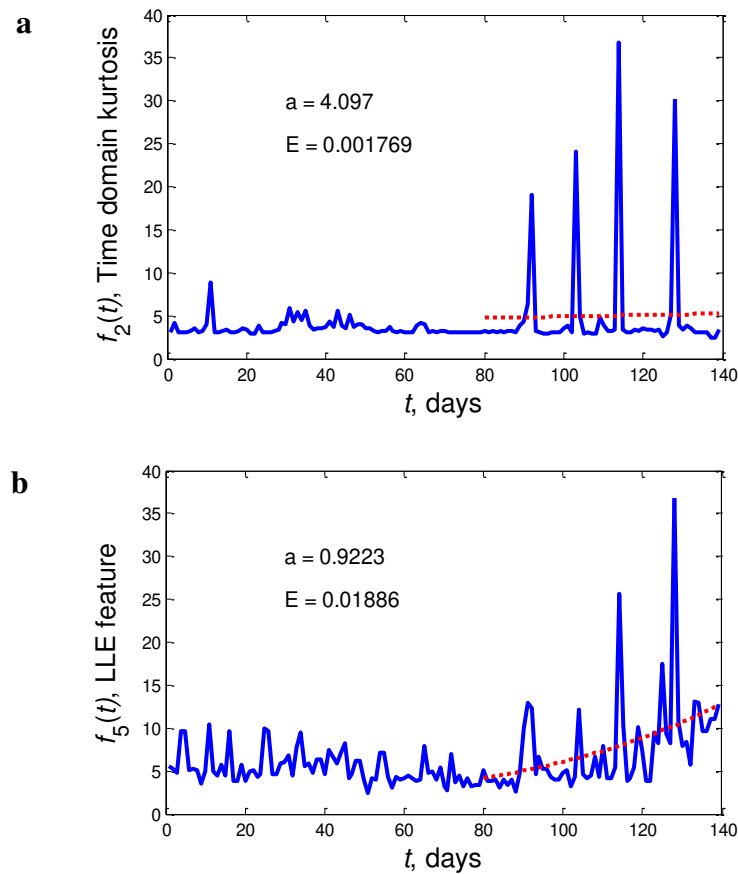 a
f2(t), Time domain kurtosis
40
35
30
25
20
15
10
5
0
a = 4.097
E = 0.001769
0 20 40 60 80 100 120 140
t, days
b
f5(t), LLE feature
40
35
30
25
20
15
10
5
0
a = 0.9223
E = 0.01886
0 20 40 60 80 100 120 140
t, days